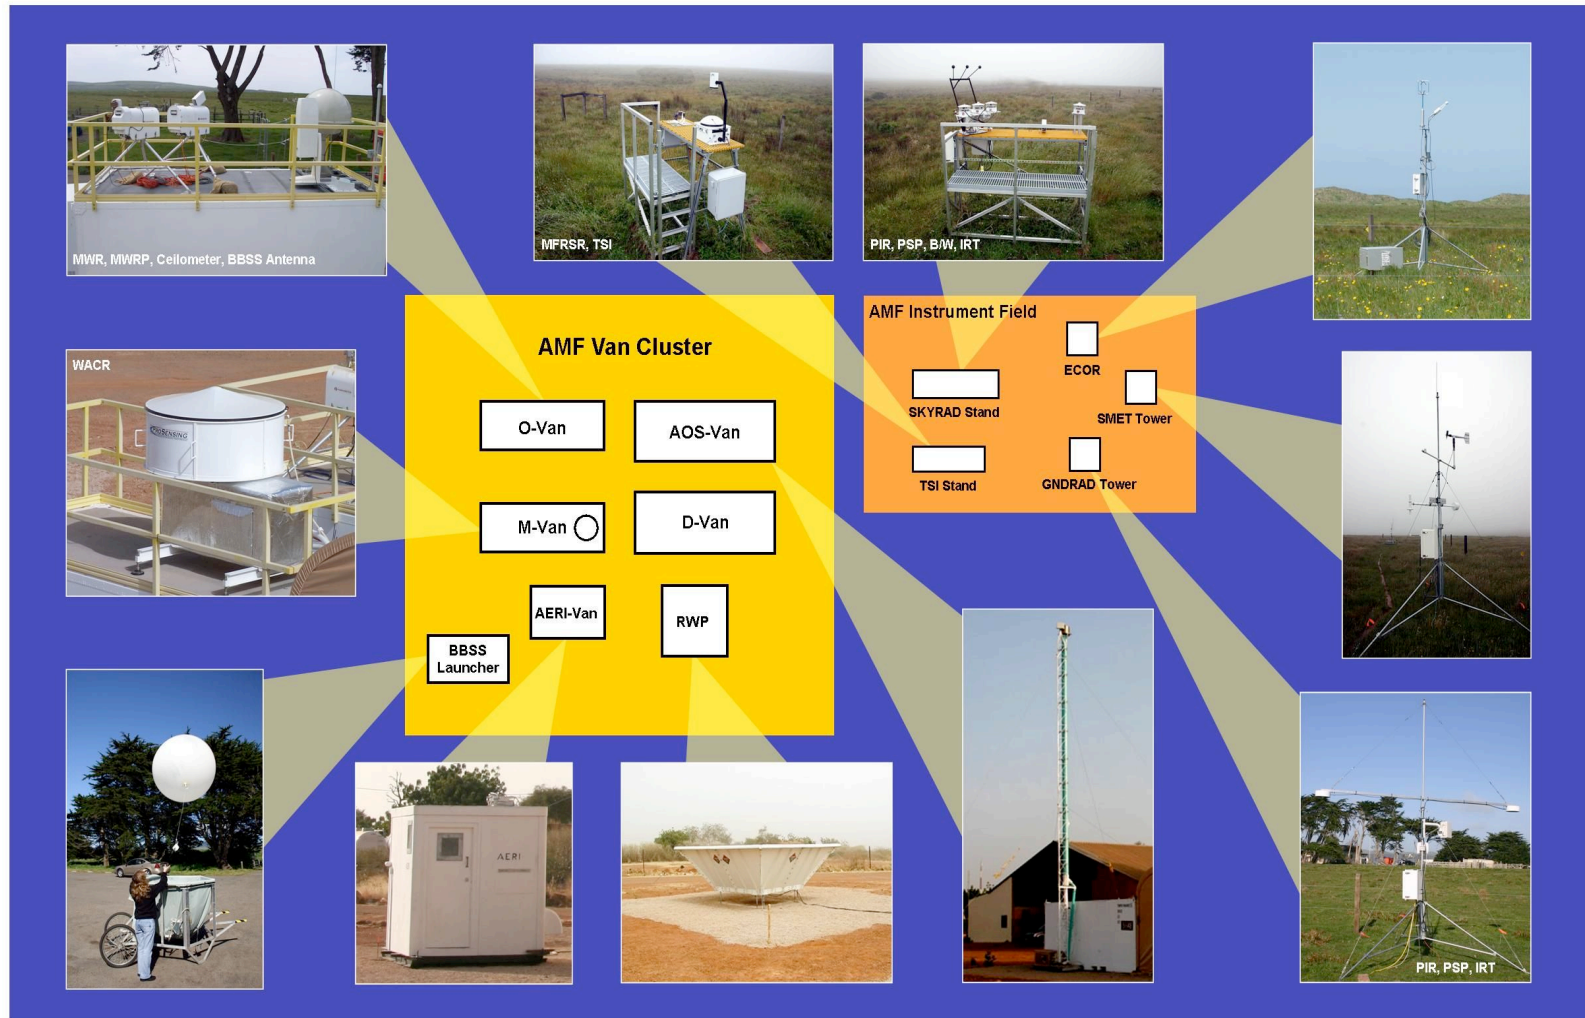 MWR, MWRP, Ceilometer, BBSS Antenna
MFRSR, TSI
PIR, PSP, B/W, IRT
WACR
AMF Van Cluster
O-Van
AOS-Van
M-Van
D-Van
AERI-Van
RWP
BBSS
Launcher
AMF Instrument Field
ECOR
SKYRAD Stand
SMET Tower
TSI Stand
GNDRAD Tower
AERI
PIR, PSP, IRT